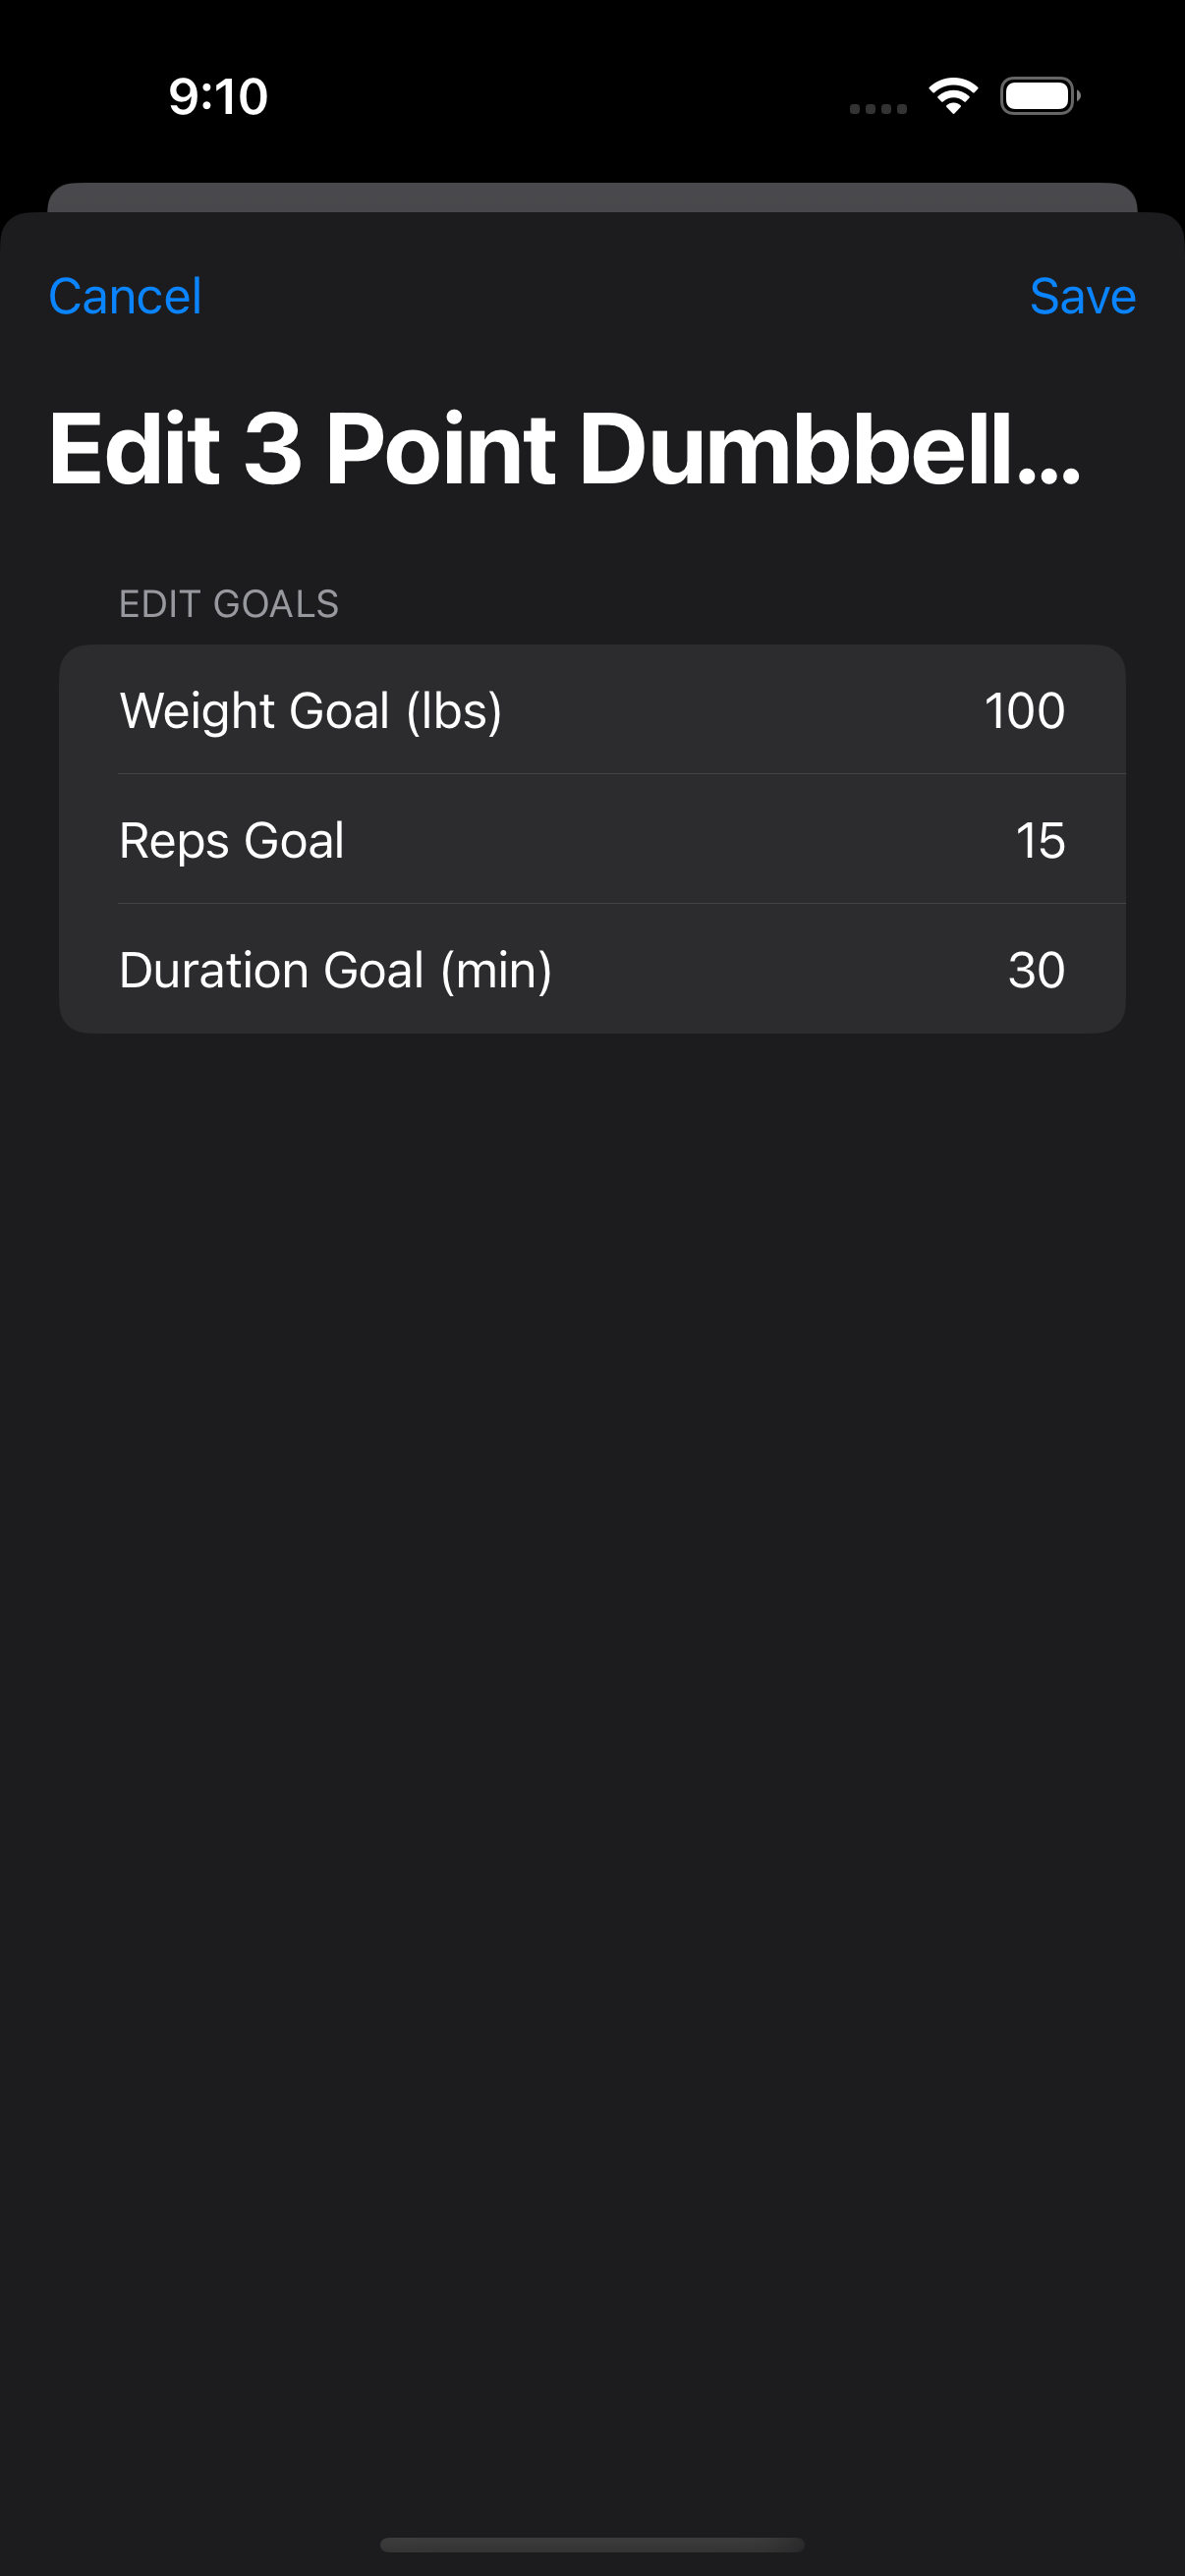 9:10
Cancel
Save
Edit 3 Point Dumbbell...
EDIT GOALS
Weight Goal (lbs)
100
Reps Goal
15
Duration Goal (min)
30